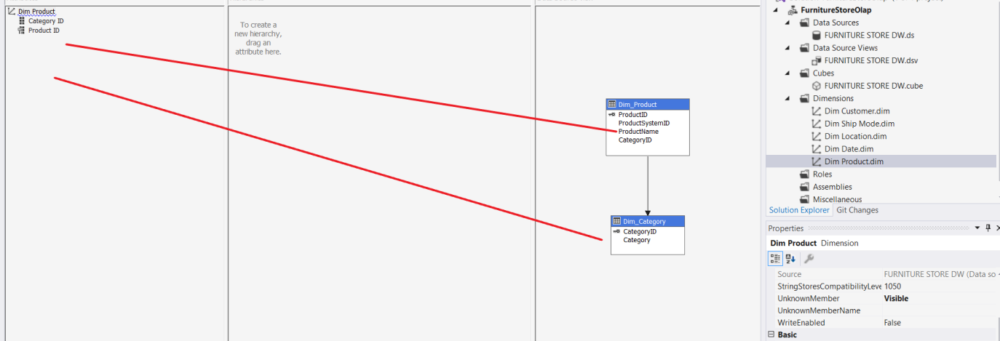 Dim Product
Category ID
Product ID
To create a
new hierarchy,
drag an
attribute here.
Dim_Product
ProductID
ProductSystemID
ProductName
CategoryID
Dim_Category
CategoryID
Category
FurnitureStoreOlap
Data Sources
FURNITURE STORE DW.ds
Data Source Views
FURNITURE STORE DW.dsv
Cubes
FURNITURE STORE DW.cube
Dimensions
Dim Customer.dim
Dim Ship Mode.dim
Dim Location.dim
Dim Date.dim
Dim Product.dim
Roles
Assemblies
Miscellaneous
Solution Explorer Git Changes
Properties
Dim Product Dimension
Source FURNITURE STORE DW (Data so
StringStoresCompatibilityLeve 1050
UnknownMember Visible
UnknownMemberName
WriteEnabled False
Basic